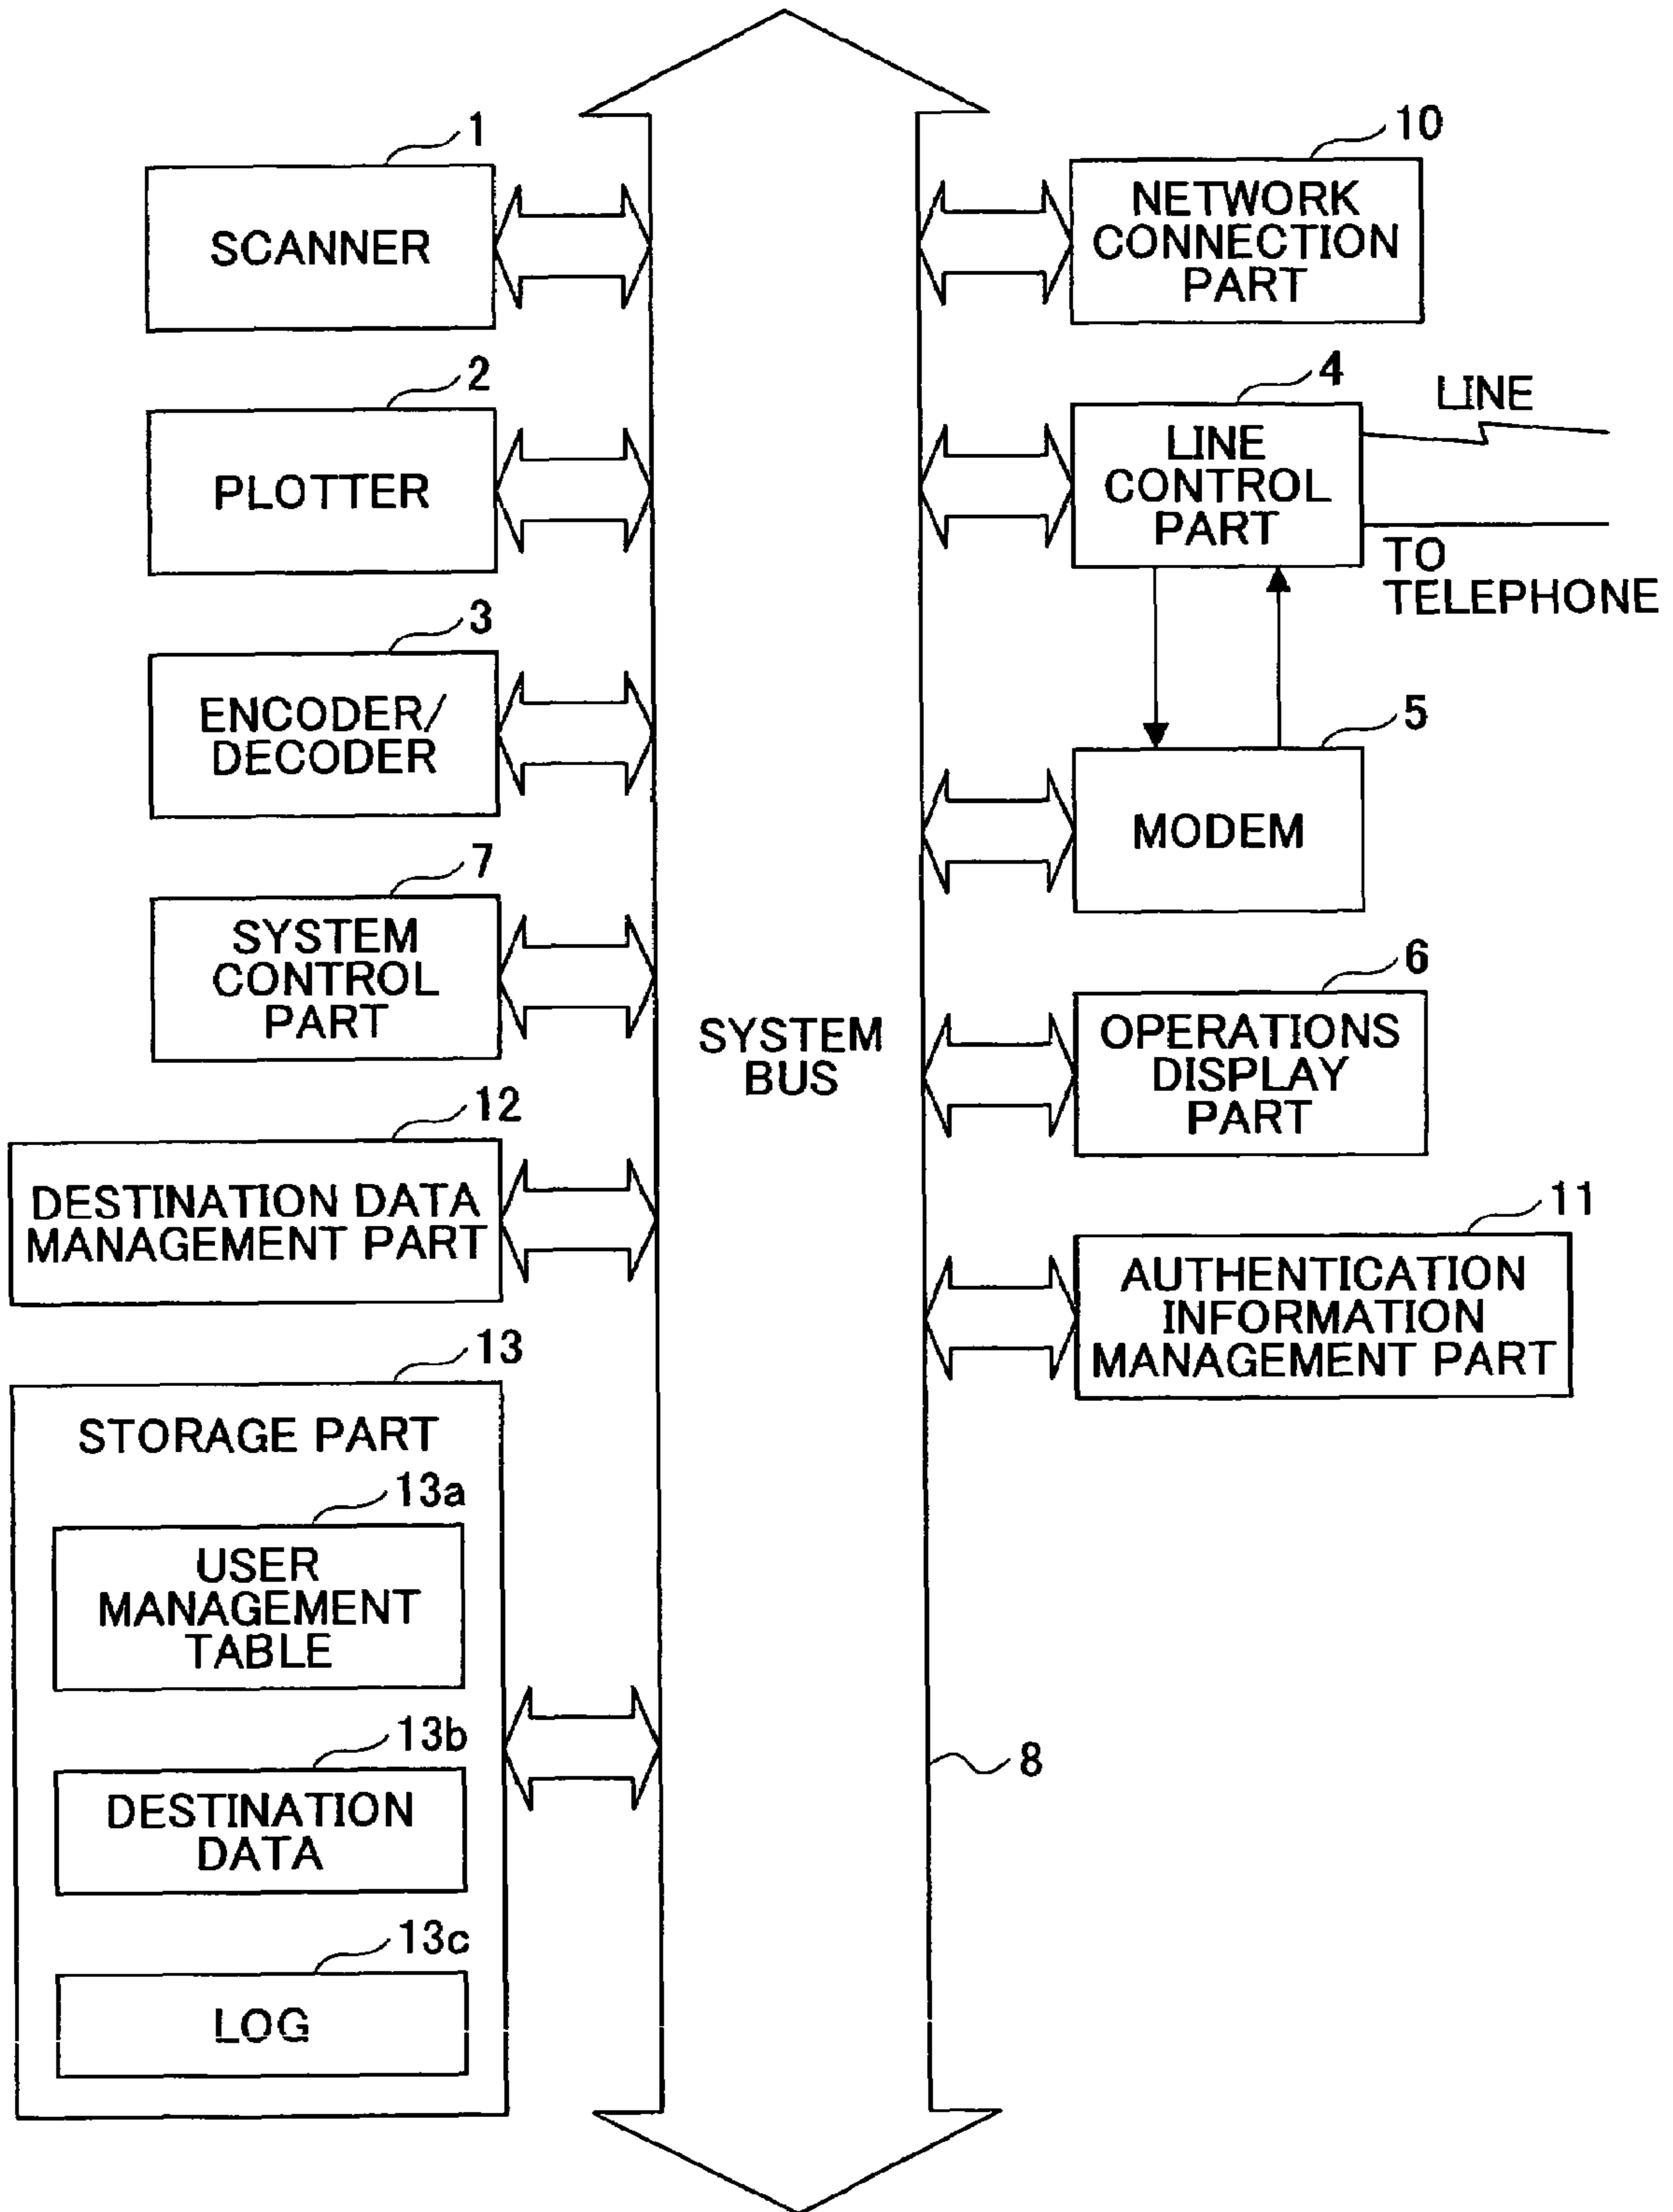 1
SCANNER
2
PLOTTER
3
ENCODER/
DECODER
7
SYSTEM
CONTROL
PART
12
DESTINATION DATA
MANAGEMENT PART
13
STORAGE PART
13a
USER
MANAGEMENT
TABLE
13b
DESTINATION
DATA
13c
LOG
SYSTEM
BUS
8
10
NETWORK
CONNECTION
PART
4
LINE
CONTROL
PART
LINE
TO
TELEPHONE
5
MODEM
6
OPERATIONS
DISPLAY
PART
11
AUTHENTICATION
INFORMATION
MANAGEMENT PART